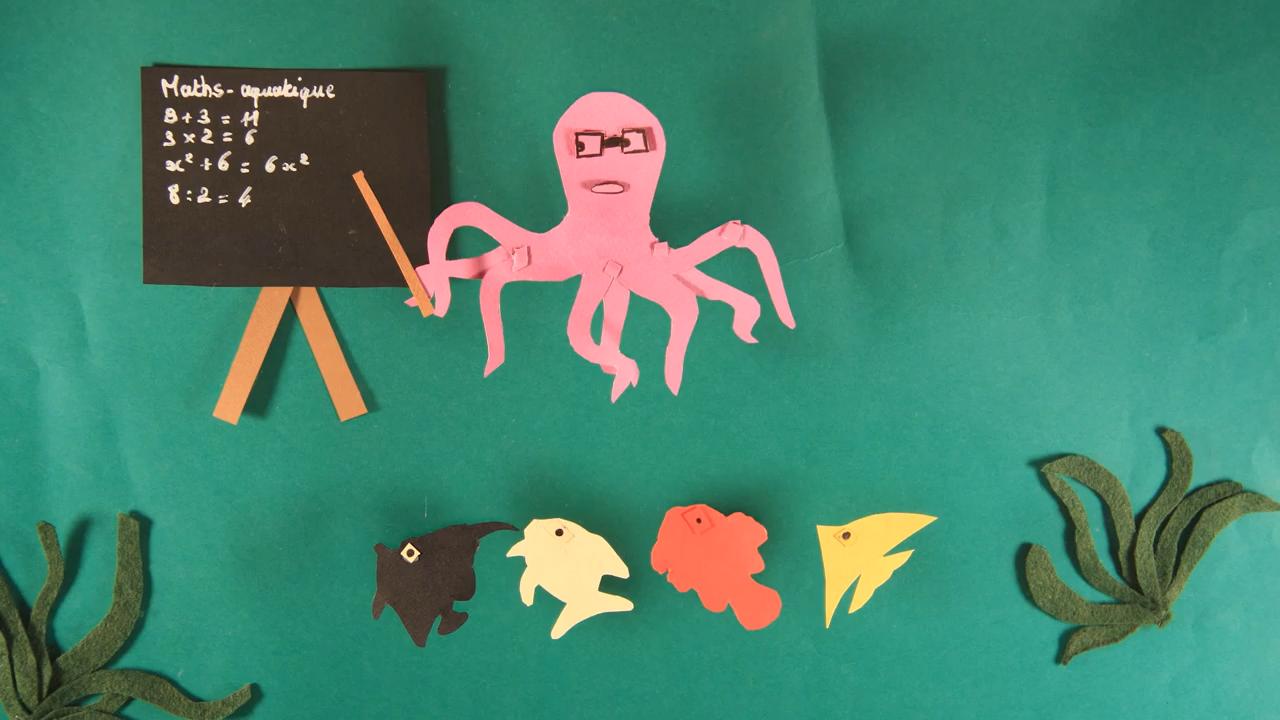 Maths-aquatique
8 + 3 = 11
3 x 2 = 6
x² + 6 = 6x²
8 : 2 = 4